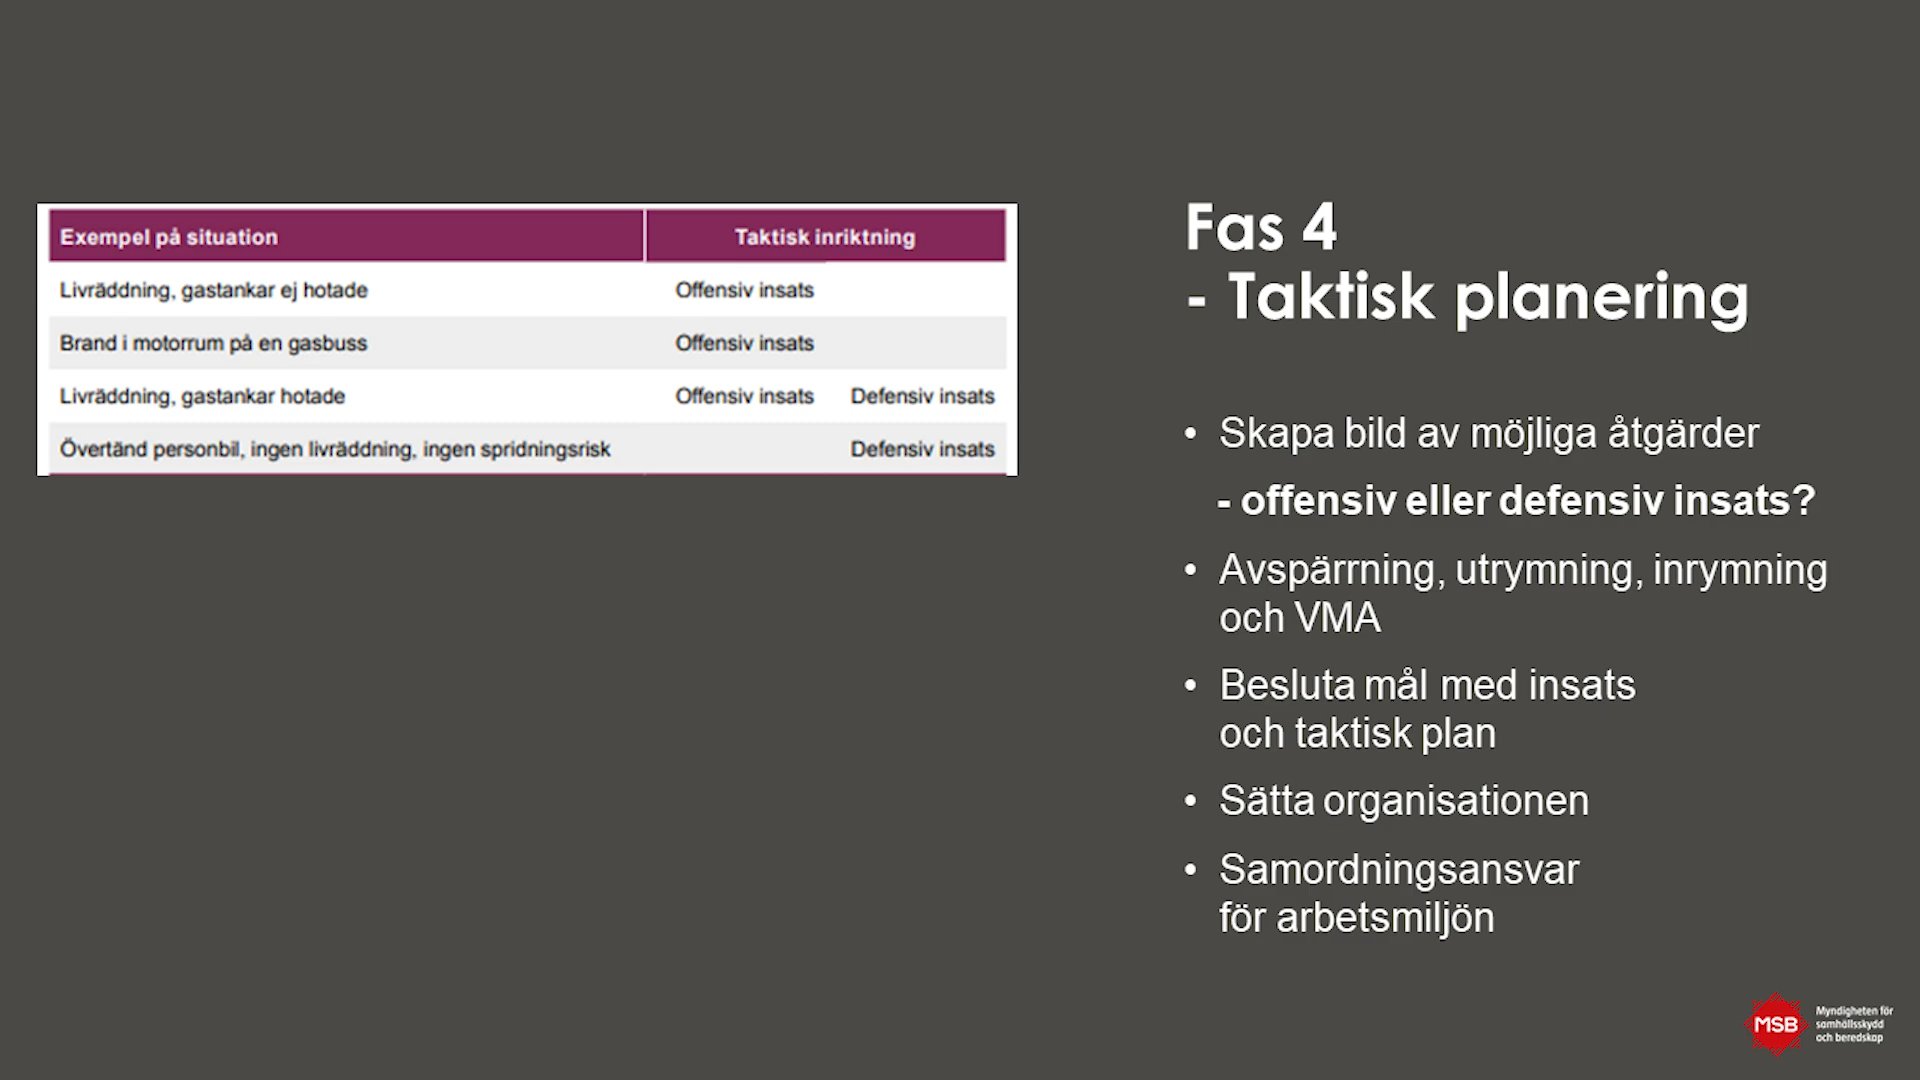 Exempel på situation Taktisk inriktning
Livräddning, gastankar ej hotade Offensiv insats
Brand i motorrum på en gasbuss Offensiv insats
Livräddning, gastankar hotade Offensiv insats Defensiv insats
Övertänd personbil, ingen livräddning, ingen spridningsrisk Defensiv insats
Fas 4
- Taktisk planering
• Skapa bild av möjliga åtgärder
- offensiv eller defensiv insats?
• Avspärrning, utrymning, inrymning
och VMA
• Besluta mål med insats
och taktisk plan
• Sätta organisationen
• Samordningsansvar
för arbetsmiljön
MSB
Myndigheten för
samhällsskydd
och beredskap